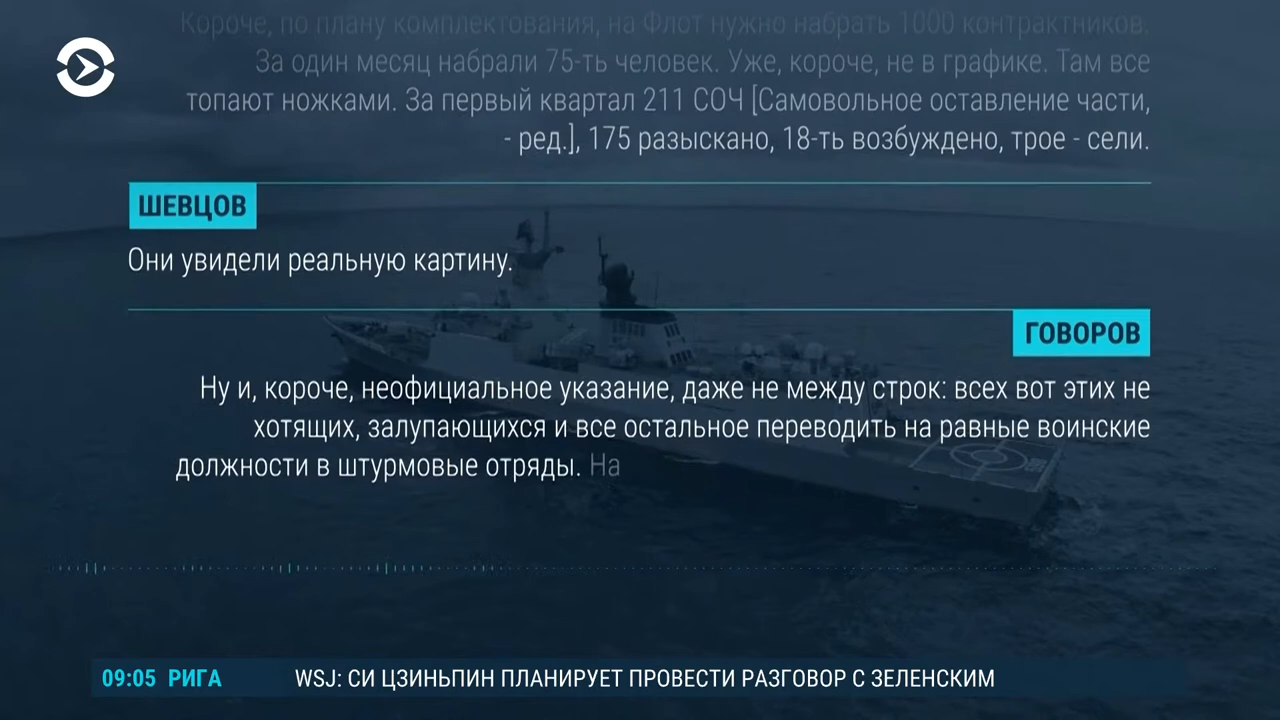 Короче, по плану комплектования, на Флот нужно набрать 1000 контрактников.
За один месяц набрали 75-ть человек. Уже, короче, не в графике. Там все
топают ножками. За первый квартал 211 СОЧ [Самовольное оставление части,
- ред.], 175 разыскано, 18-ть возбуждено, трое - сели.
ШЕВЦОВ
Они увидели реальную картину.
ГОВОРОВ
Ну и, короче, неофициальное указание, даже не между строк: всех вот этих не
хотящих, залупающихся и все остальное переводить на равные воинские
должности в штурмовые отряды. На
09:05 РИГА WSJ: СИ ЦЗИНЬПИН ПЛАНИРУЕТ ПРОВЕСТИ РАЗГОВОР С ЗЕЛЕНСКИМ